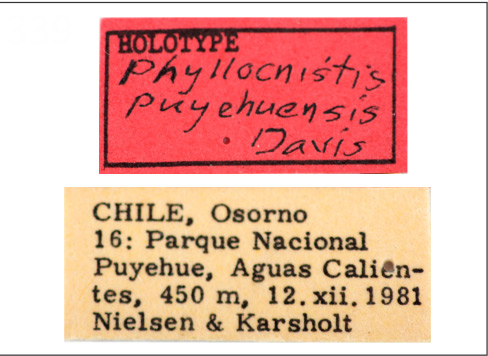 HOLOTYPE
Phyllocnistis
puyehuensis
Davis
CHILE, Osorno
16: Parque Nacional
Puyehue, Aguas Calien-
tes, 450 m, 12. xii. 1981
Nielsen & Karsholt